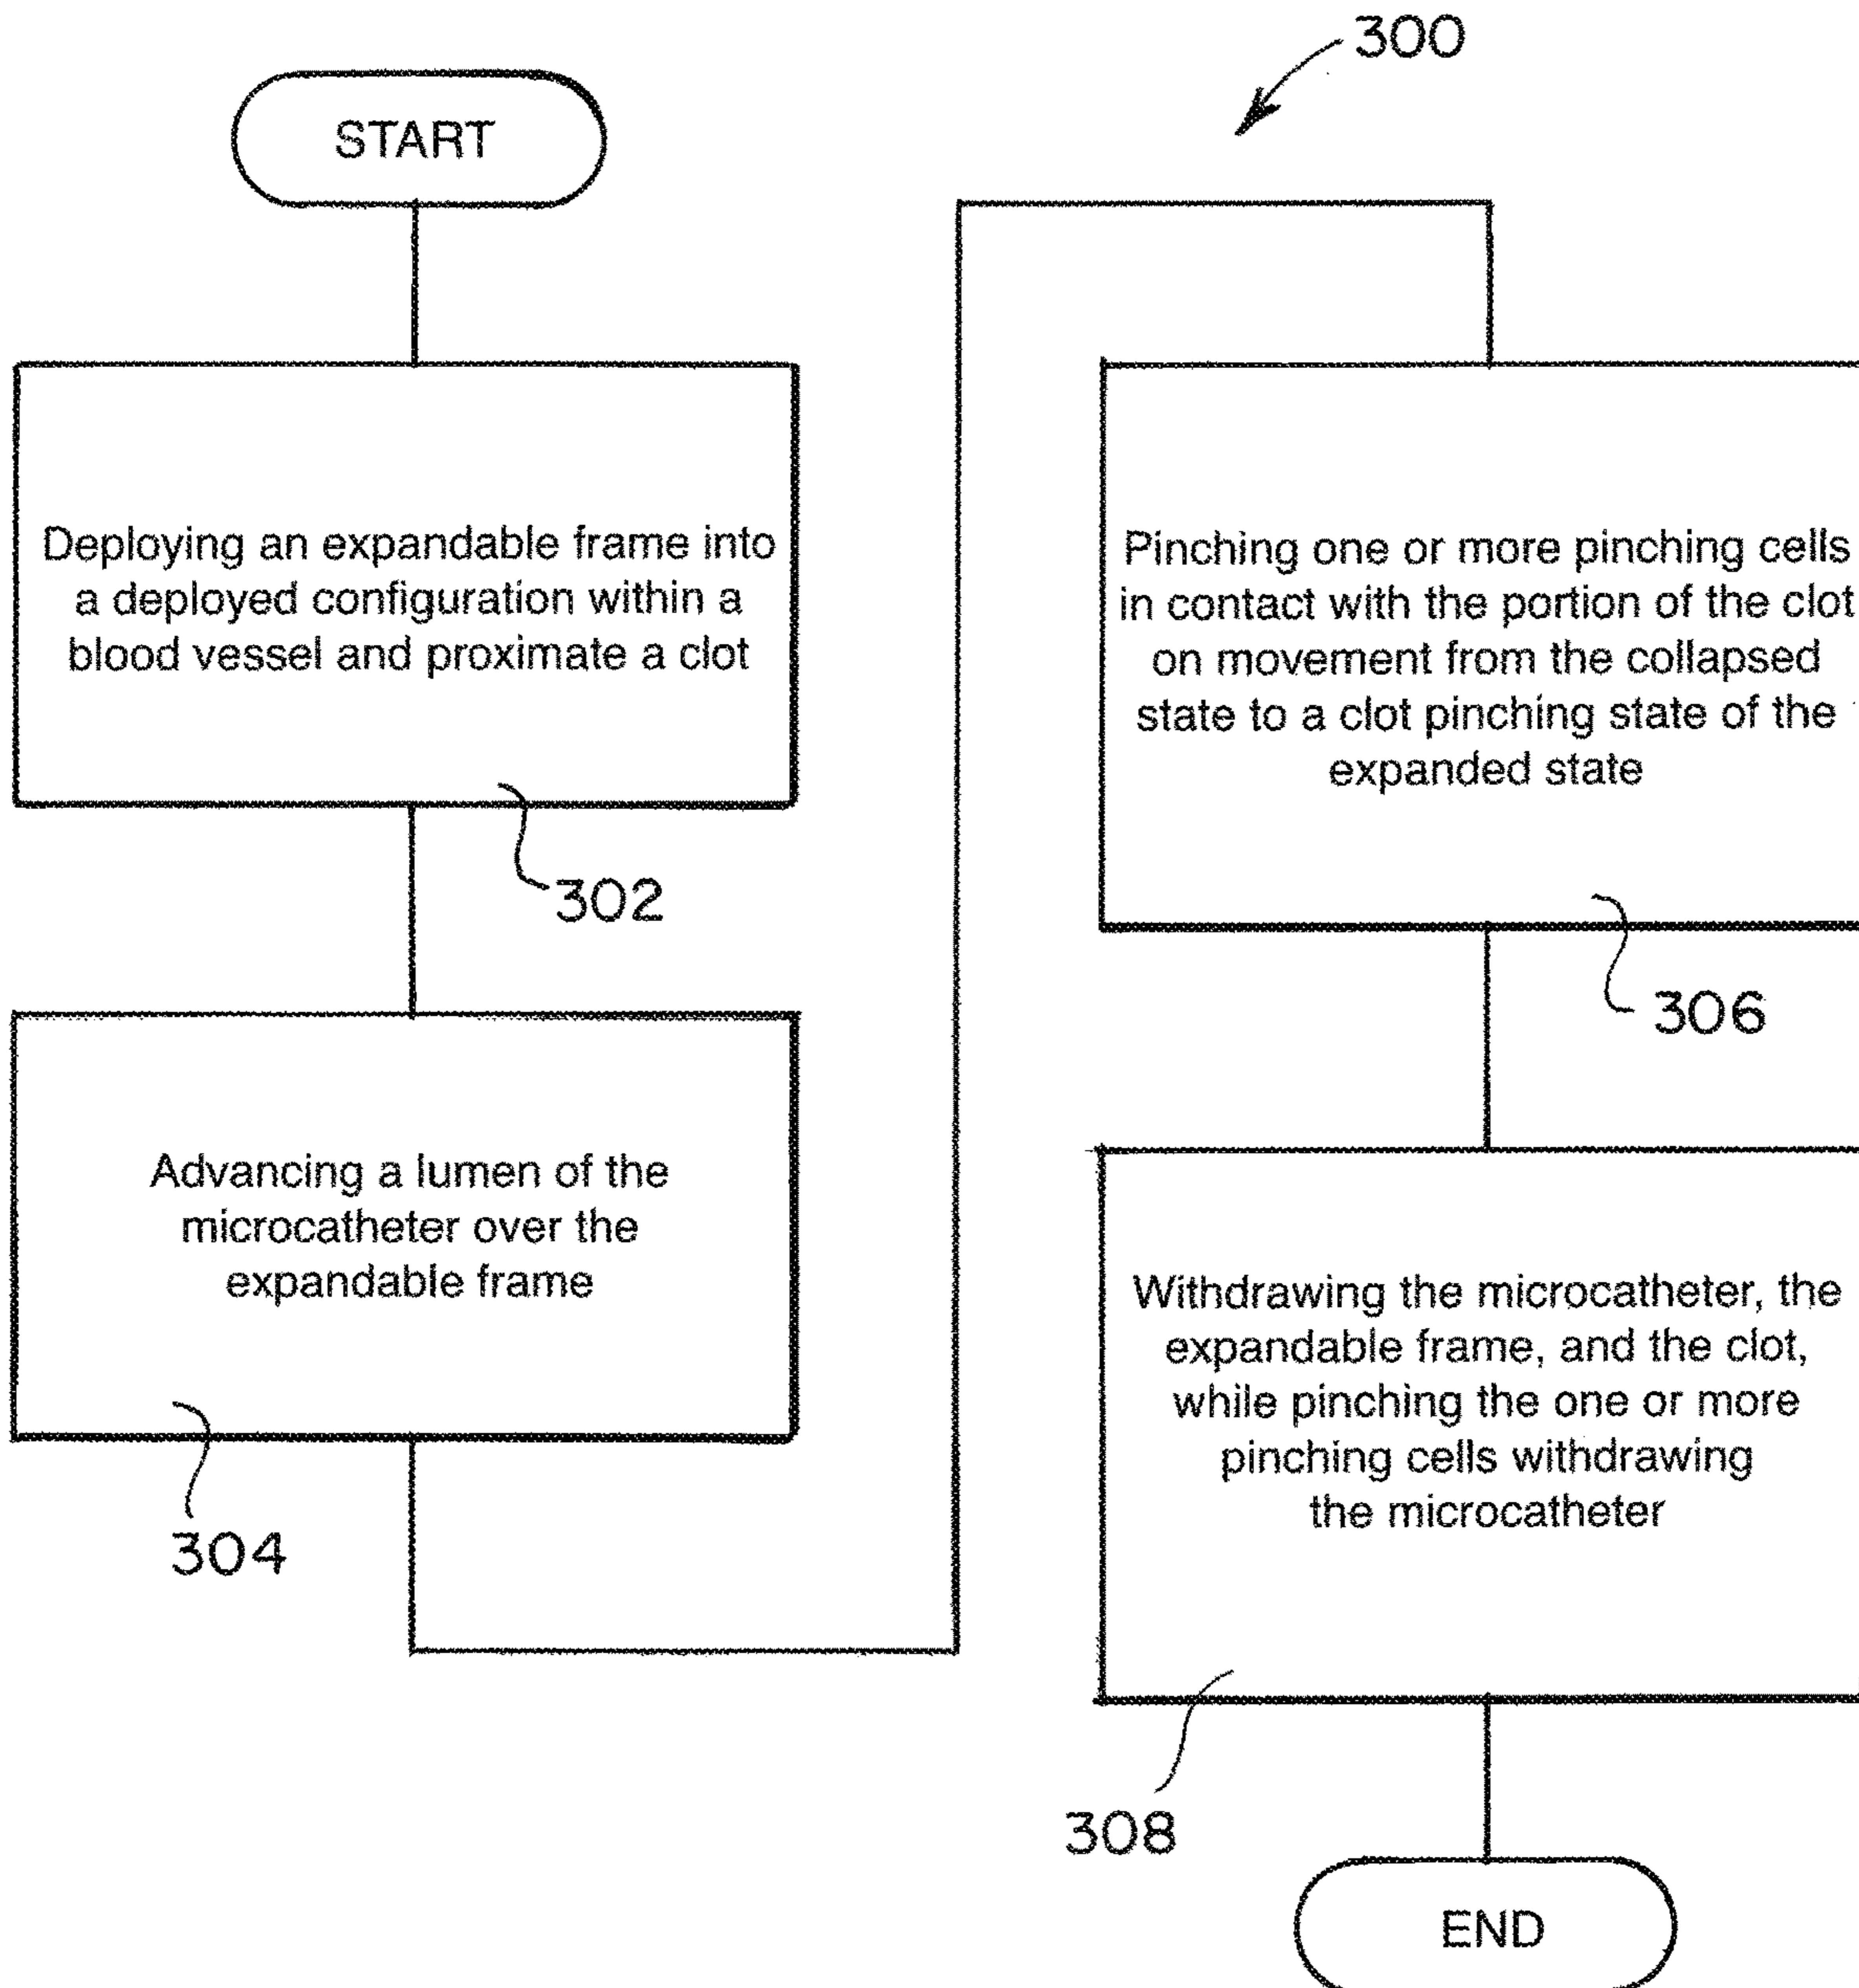 300
START
Deploying an expandable frame into
a deployed configuration within a
blood vessel and proximate a clot
302
Advancing a lumen of the
microcatheter over the
expandable frame
304
Pinching one or more pinching cells
in contact with the portion of the clot
on movement from the collapsed
state to a clot pinching state of the
expanded state
306
Withdrawing the microcatheter, the
expandable frame, and the clot,
while pinching the one or more
pinching cells withdrawing
the microcatheter
308
END